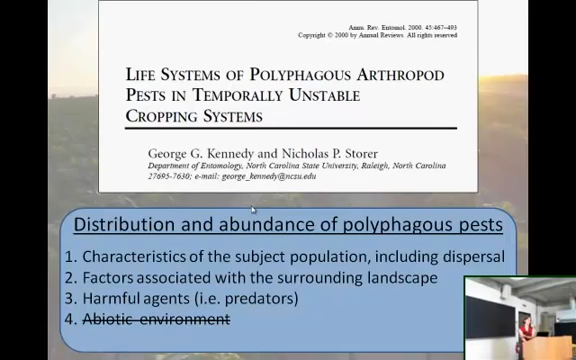 Annu. Rev. Entomol. 2000. 45:467–493
Copyright © 2000 by Annual Reviews. All rights reserved
LIFE SYSTEMS OF POLYPHAGOUS ARTHROPOD
PESTS IN TEMPORALLY UNSTABLE
CROPPING SYSTEMS
George G. Kennedy and Nicholas P. Storer
Department of Entomology, North Carolina State University, Raleigh, North Carolina
27695-7630; e-mail: george_kennedy@ncsu.edu
Distribution and abundance of polyphagous pests
1. Characteristics of the subject population, including dispersal
2. Factors associated with the surrounding landscape
3. Harmful agents (i.e. predators)
4. Abiotic environment